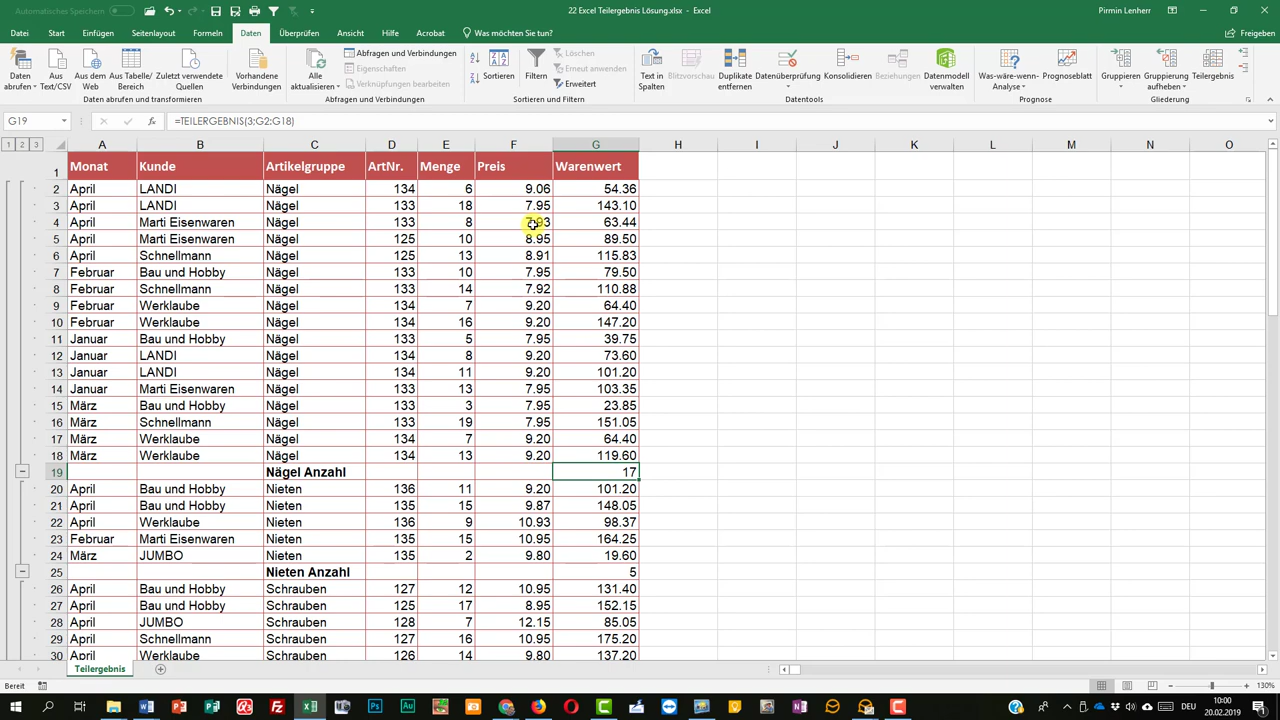 Automatisches Speichern
22 Excel Teilergebnis Lösung.xlsx - Excel
Pirmin Lenherr
Datei Start Einfügen Seitenlayout Formeln Daten Überprüfen Ansicht Hilfe Acrobat Was möchten Sie tun? Freigeben
Daten abrufen
Aus Text/CSV
Aus dem Web
Aus Tabelle/ Bereich
Zuletzt verwendete Quellen
Vorhandene Verbindungen
Alle aktualisieren
Abfragen und Verbindungen
Eigenschaften
Verknüpfungen bearbeiten
Sortieren
Filtern
Löschen
Erneut anwenden
Erweitert
Text in Spalten
Blitzvorschau
Duplikate entfernen
Datenüberprüfung
Konsolidieren
Beziehungen
Datenmodell verwalten
Was-wäre-wenn-Analyse
Prognoseblatt
Gruppieren
Gruppierung aufheben
Teilergebnis
Daten abrufen und transformieren Abfragen und Verbindungen Sortieren und Filtern Datentools Prognose Gliederung
G19 fx =TEILERGEBNIS(3;G2:G18)
1 2 3 A B C D E F G H I J K L M N O
1 Monat Kunde Artikelgruppe ArtNr. Menge Preis Warenwert
2 April LANDI Nägel 134 6 9.06 54.36
3 April LANDI Nägel 133 18 7.95 143.10
4 April Marti Eisenwaren Nägel 133 8 7.93 63.44
5 April Marti Eisenwaren Nägel 125 10 8.95 89.50
6 April Schnellmann Nägel 125 13 8.91 115.83
7 Februar Bau und Hobby Nägel 133 10 7.95 79.50
8 Februar Schnellmann Nägel 133 14 7.92 110.88
9 Februar Werklaube Nägel 134 7 9.20 64.40
10 Februar Werklaube Nägel 134 16 9.20 147.20
11 Januar Bau und Hobby Nägel 133 5 7.95 39.75
12 Januar LANDI Nägel 134 8 9.20 73.60
13 Januar LANDI Nägel 134 11 9.20 101.20
14 Januar Marti Eisenwaren Nägel 133 13 7.95 103.35
15 März Bau und Hobby Nägel 133 3 7.95 23.85
16 März Schnellmann Nägel 133 19 7.95 151.05
17 März Werklaube Nägel 134 7 9.20 64.40
18 März Werklaube Nägel 134 13 9.20 119.60
19 Nägel Anzahl 17
20 April Bau und Hobby Nieten 136 11 9.20 101.20
21 April Bau und Hobby Nieten 135 15 9.87 148.05
22 April Werklaube Nieten 136 9 10.93 98.37
23 Februar Marti Eisenwaren Nieten 135 15 10.95 164.25
24 März JUMBO Nieten 135 2 9.80 19.60
25 Nieten Anzahl 5
26 April Bau und Hobby Schrauben 127 12 10.95 131.40
27 April Bau und Hobby Schrauben 125 17 8.95 152.15
28 April JUMBO Schrauben 128 7 12.15 85.05
29 April Schnellmann Schrauben 127 16 10.95 175.20
30 April Werklaube Schrauben 126 14 9.80 137.20
Teilergebnis
Bereit
130%
DEU
10:00
20.02.2019